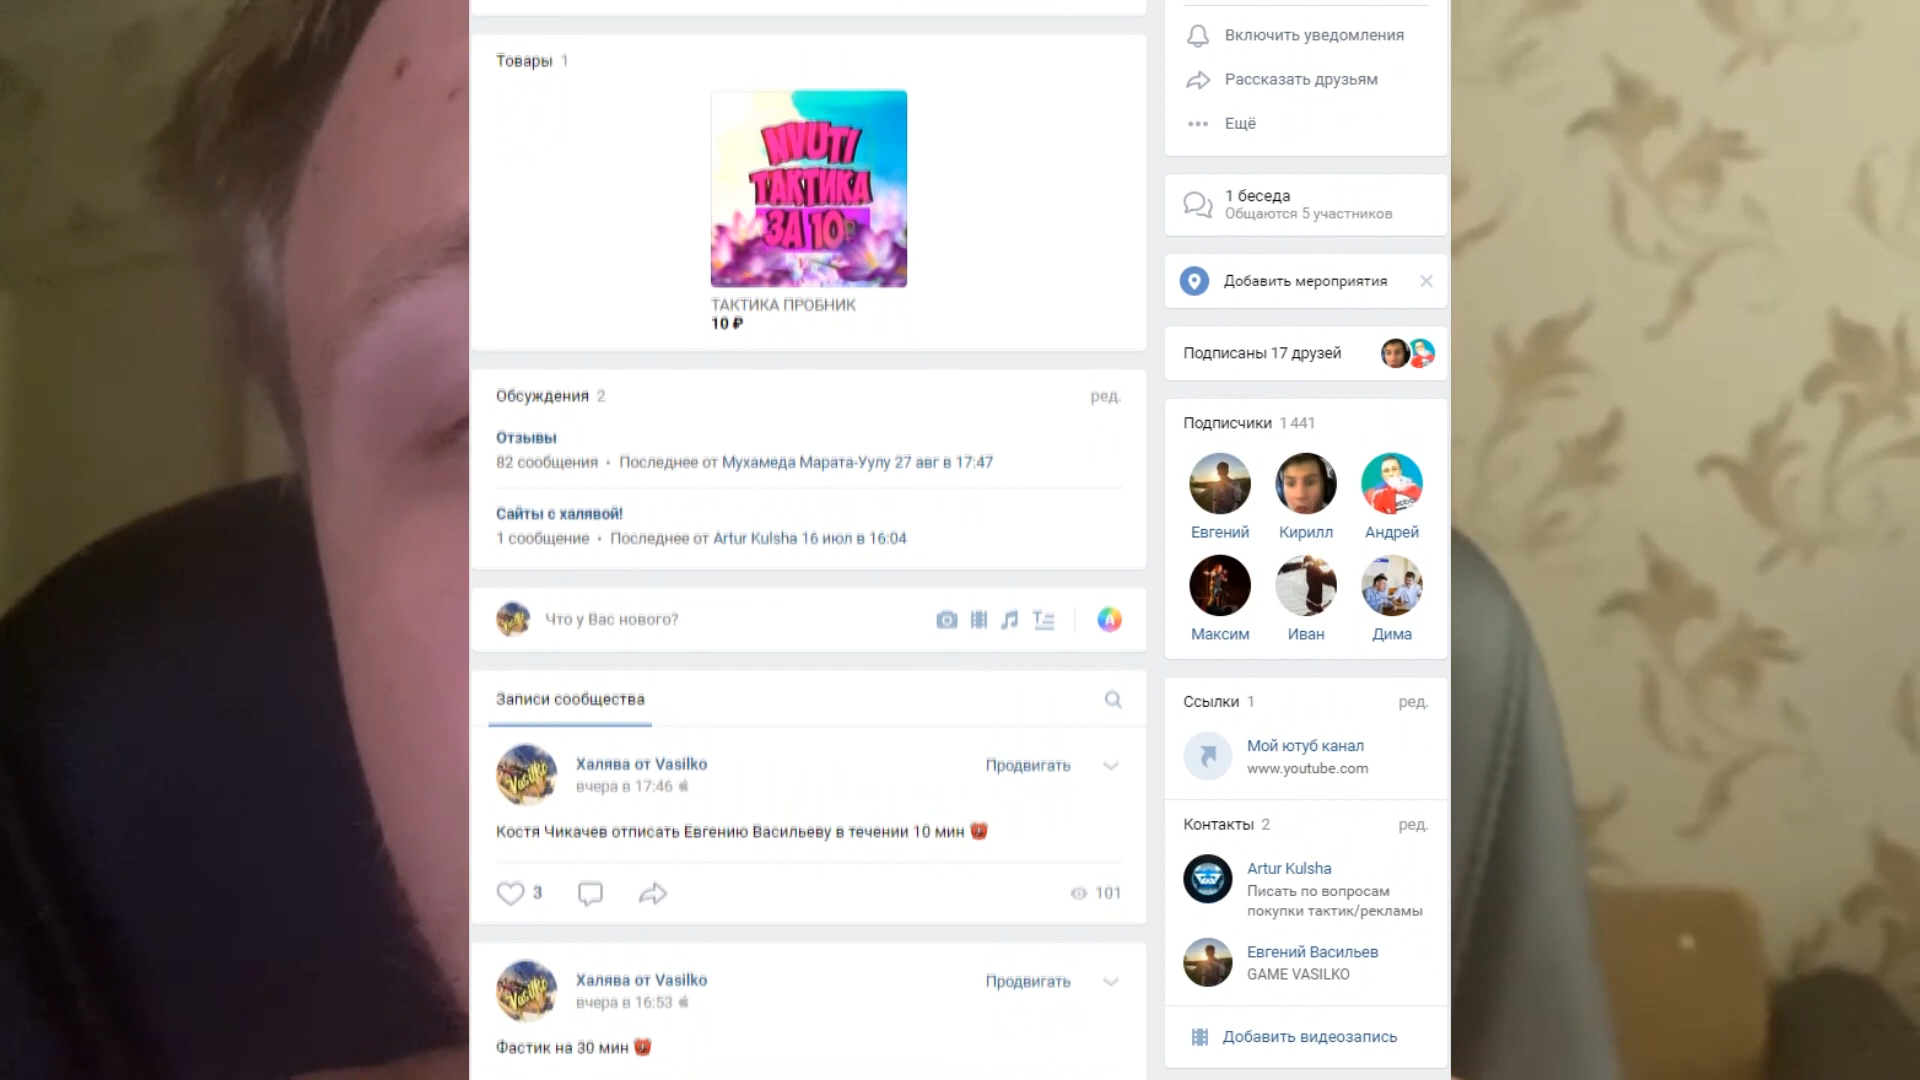 Товары 1
NVUTI
ТАКТИКА
ЗА 10₽
ТАКТИКА ПРОБНИК
10 ₽
Обсуждения 2
ред.
Отзывы
82 сообщения · Последнее от Мухамеда Марата-Уулу 27 авг в 17:47
Сайты с халявой!
1 сообщение · Последнее от Artur Kulsha 16 июл в 16:04
Что у Вас нового?
Записи сообщества
Халява от Vasilko
Продвигать
вчера в 17:46
Костя Чикачев отписать Евгению Васильеву в течении 10 мин
3
101
Халява от Vasilko
Продвигать
вчера в 16:53
Фастик на 30 мин
Включить уведомления
Рассказать друзьям
Ещё
1 беседа
Общаются 5 участников
Добавить мероприятия
Подписаны 17 друзей
Подписчики 1 441
Евгений
Кирилл
Андрей
Максим
Иван
Дима
Ссылки 1
ред.
Мой ютуб канал
www.youtube.com
Контакты 2
ред.
Artur Kulsha
Писать по вопросам
покупки тактик/рекламы
Евгений Васильев
GAME VASILKO
Добавить видеозапись